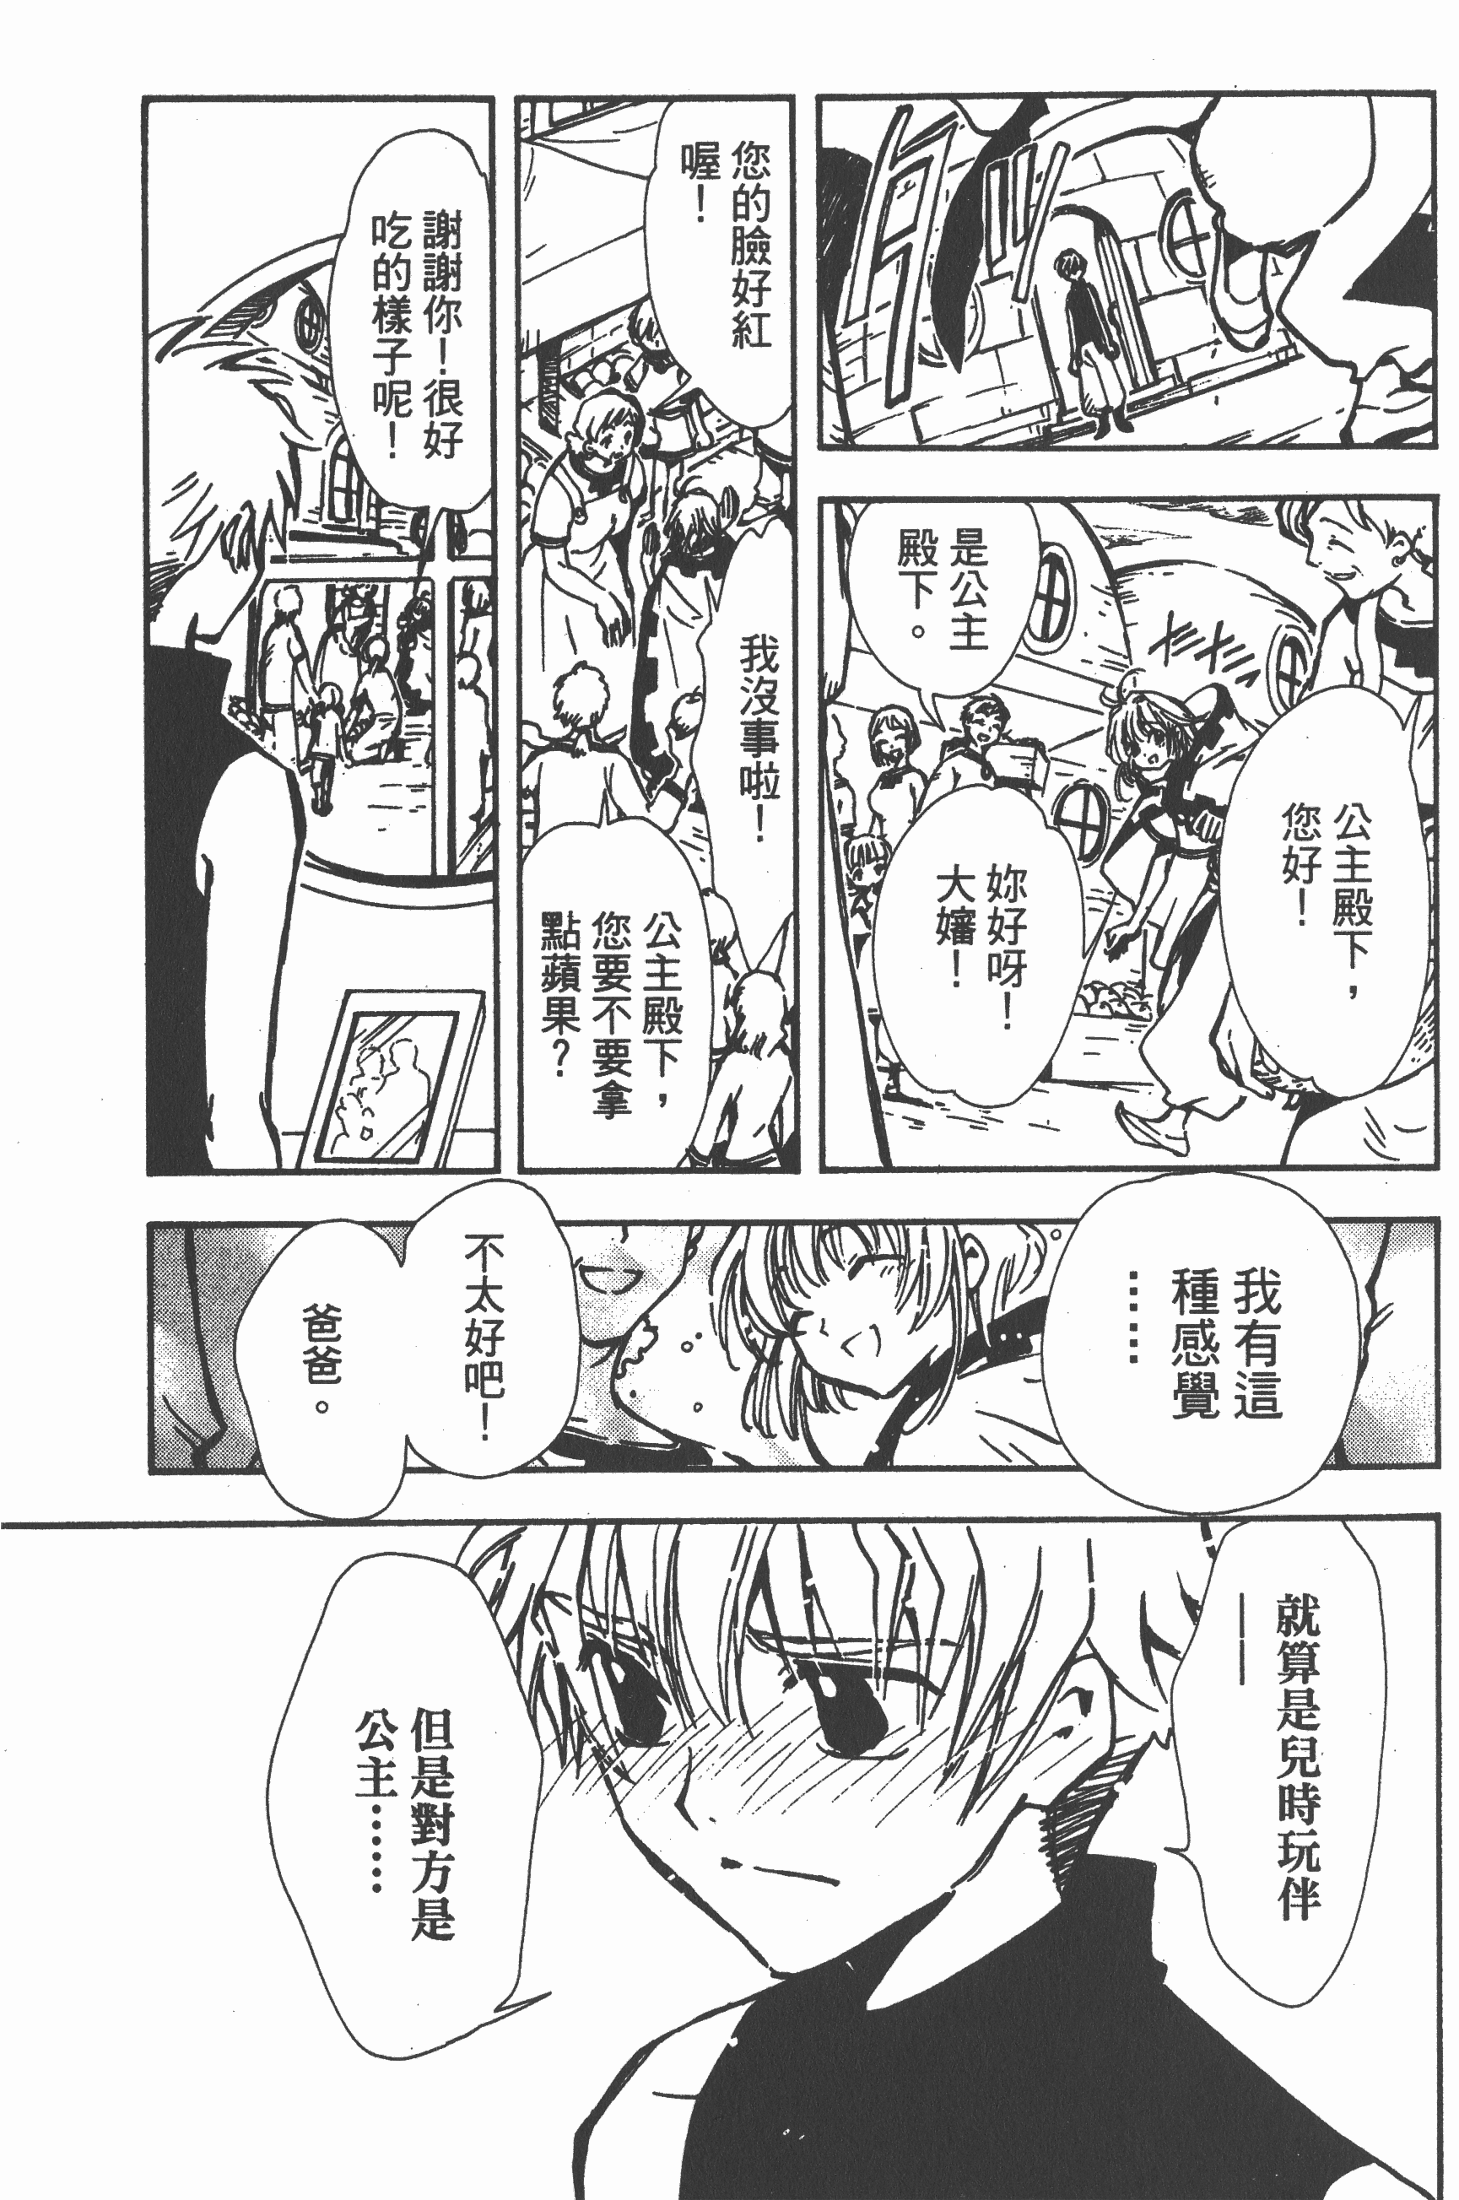 公主殿下，
您好！
是公主
殿下。
妳好呀！
大嬸！
您的臉好紅
喔！
我沒事啦！
公主殿下，
您要不要拿
點蘋果？
謝謝你！很好
吃的樣子呢！
我有這
種感覺
……
不太好吧！
爸爸。
就算是兒時玩伴
——
但是對方是
公主……